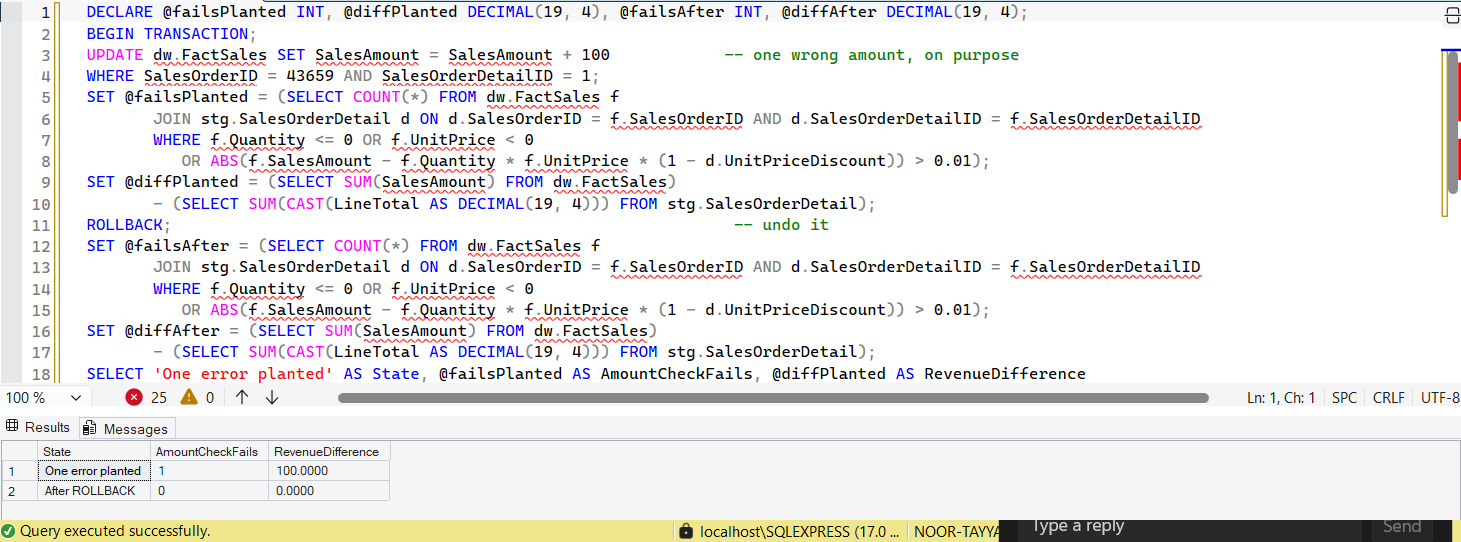 1 DECLARE @failsPlanted INT, @diffPlanted DECIMAL(19, 4), @failsAfter INT, @diffAfter DECIMAL(19, 4);
2 BEGIN TRANSACTION;
3 UPDATE dw.FactSales SET SalesAmount = SalesAmount + 100 -- one wrong amount, on purpose
4 WHERE SalesOrderID = 43659 AND SalesOrderDetailID = 1;
5 SET @failsPlanted = (SELECT COUNT(*) FROM dw.FactSales f
6 JOIN stg.SalesOrderDetail d ON d.SalesOrderID = f.SalesOrderID AND d.SalesOrderDetailID = f.SalesOrderDetailID
7 WHERE f.Quantity <= 0 OR f.UnitPrice < 0
8 OR ABS(f.SalesAmount - f.Quantity * f.UnitPrice * (1 - d.UnitPriceDiscount)) > 0.01);
9 SET @diffPlanted = (SELECT SUM(SalesAmount) FROM dw.FactSales)
10 - (SELECT SUM(CAST(LineTotal AS DECIMAL(19, 4))) FROM stg.SalesOrderDetail);
11 ROLLBACK; -- undo it
12 SET @failsAfter = (SELECT COUNT(*) FROM dw.FactSales f
13 JOIN stg.SalesOrderDetail d ON d.SalesOrderID = f.SalesOrderID AND d.SalesOrderDetailID = f.SalesOrderDetailID
14 WHERE f.Quantity <= 0 OR f.UnitPrice < 0
15 OR ABS(f.SalesAmount - f.Quantity * f.UnitPrice * (1 - d.UnitPriceDiscount)) > 0.01);
16 SET @diffAfter = (SELECT SUM(SalesAmount) FROM dw.FactSales)
17 - (SELECT SUM(CAST(LineTotal AS DECIMAL(19, 4))) FROM stg.SalesOrderDetail);
18 SELECT 'One error planted' AS State, @failsPlanted AS AmountCheckFails, @diffPlanted AS RevenueDifference
100 % 25 0 Ln: 1, Ch: 1 SPC CRLF UTF-8
Results Messages
State AmountCheckFails RevenueDifference
1 One error planted 1 100.0000
2 After ROLLBACK 0 0.0000
Query executed successfully. localhost\SQLEXPRESS (17.0 ... NOOR-TAYYA Type a reply Send